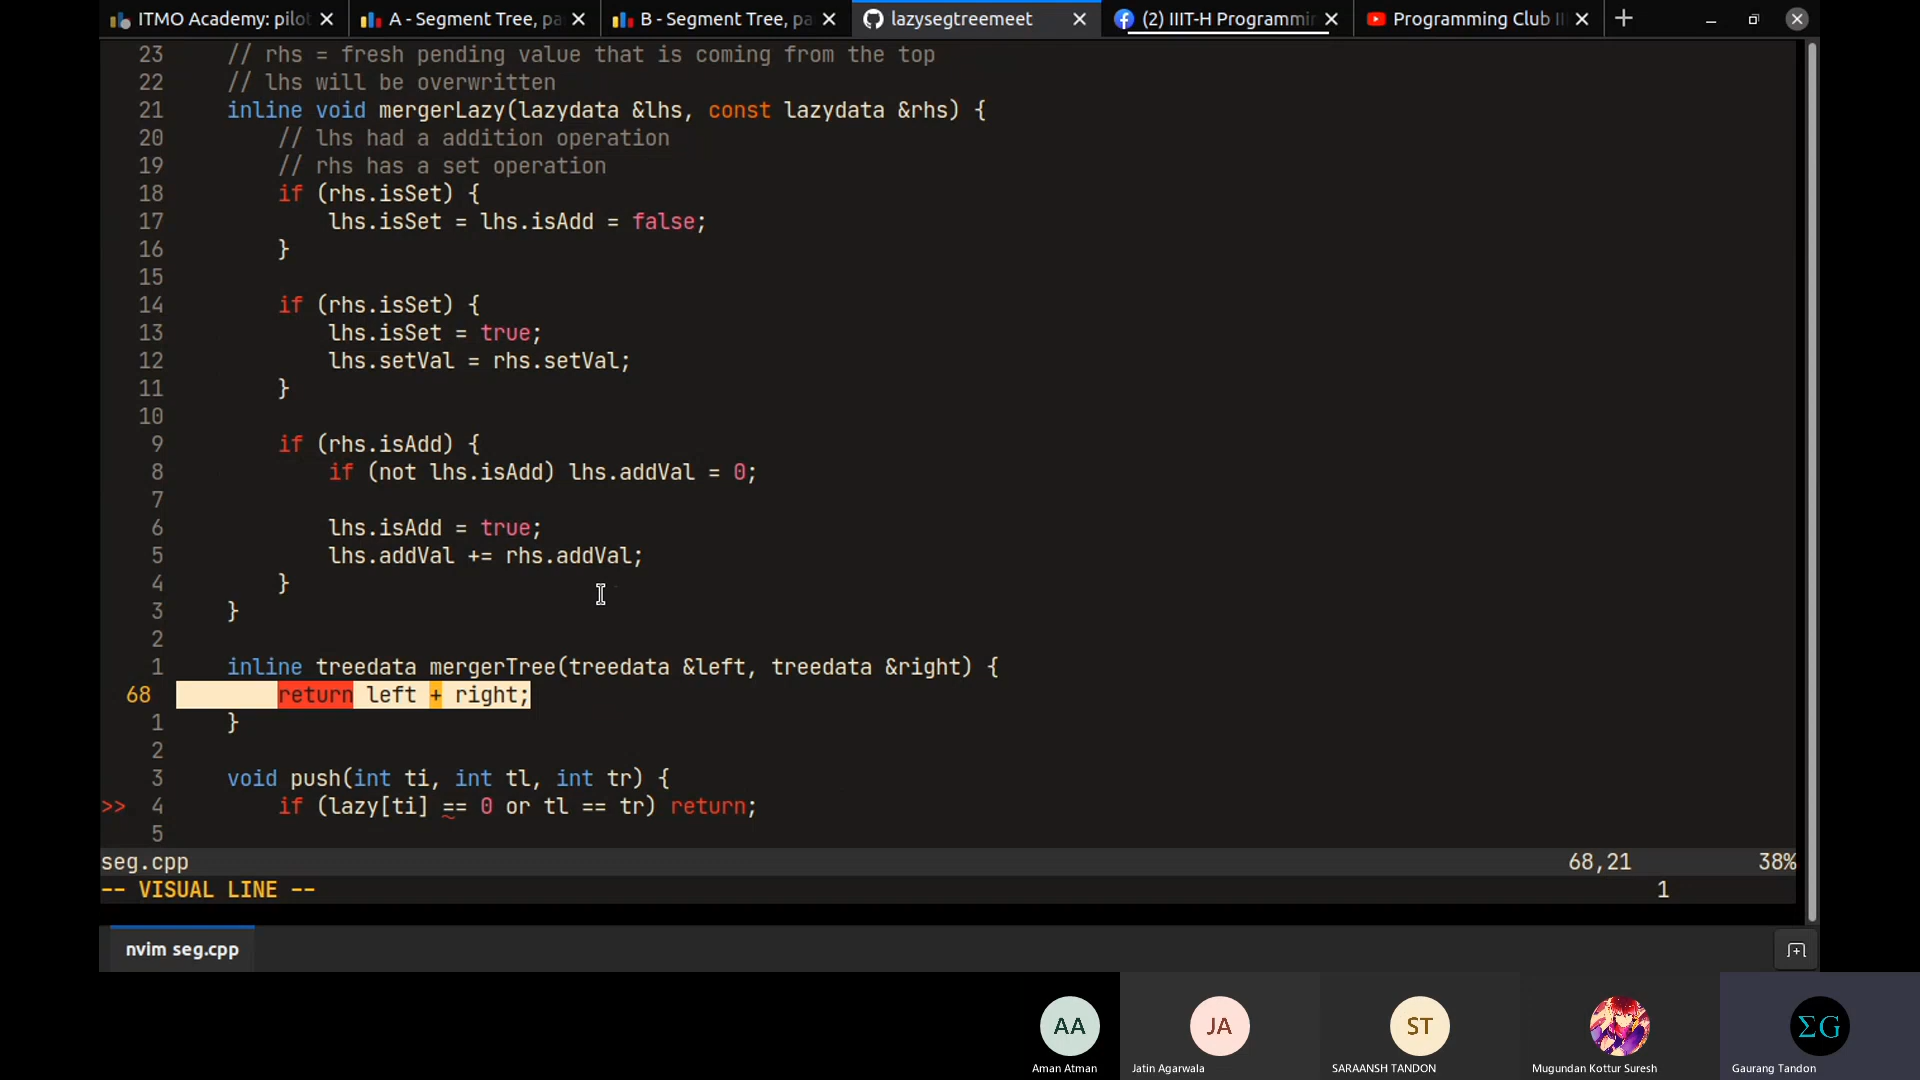 ITMO Academy: pilot
A - Segment Tree, pa
B - Segment Tree, pa
lazysegtreemeet
(2) IIIT-H Programmin
Programming Club II
23 // rhs = fresh pending value that is coming from the top
22 // lhs will be overwritten
21 inline void mergerLazy(lazydata &lhs, const lazydata &rhs) {
20 // lhs had a addition operation
19 // rhs has a set operation
18 if (rhs.isSet) {
17 lhs.isSet = lhs.isAdd = false;
16 }
15
14 if (rhs.isSet) {
13 lhs.isSet = true;
12 lhs.setVal = rhs.setVal;
11 }
10
9 if (rhs.isAdd) {
8 if (not lhs.isAdd) lhs.addVal = 0;
7
6 lhs.isAdd = true;
5 lhs.addVal += rhs.addVal;
4 }
3 }
2
1 inline treedata mergerTree(treedata &left, treedata &right) {
68 return left + right;
1 }
2
3 void push(int ti, int tl, int tr) {
>> 4 if (lazy[ti] == 0 or tl == tr) return;
5
seg.cpp 68,21 38%
-- VISUAL LINE -- 1
nvim seg.cpp
AA JA ST ΣG
Aman Atman Jatin Agarwala SARAANSH TANDON Mugundan Kottur Suresh Gaurang Tandon